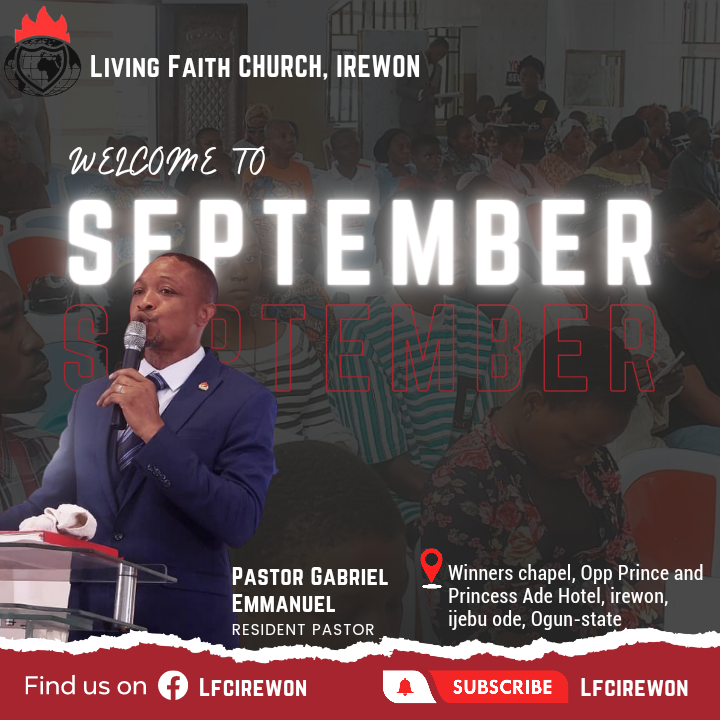 Living Faith CHURCH, IREWON
WELCOME TO
SEPTEMBER
SEPTEMBER
Pastor Gabriel
Emmanuel
RESIDENT PASTOR
Winners chapel, Opp Prince and
Princess Ade Hotel, irewon,
ijebu ode, Ogun-state
Find us on Lfcirewon
SUBSCRIBE Lfcirewon